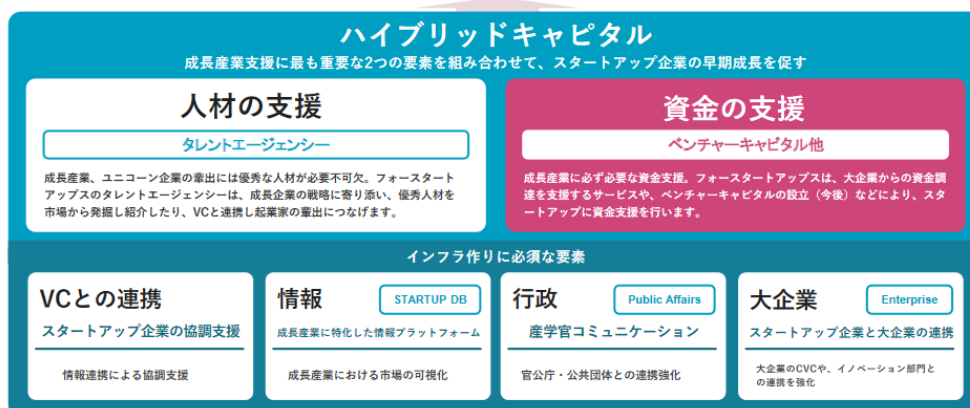 ハイブリッドキャピタル
成長産業支援に最も重要な2つの要素を組み合わせて、スタートアップ企業の早期成長を促す
人材の支援
タレントエージェンシー
成長産業、ユニコーン企業の輩出には優秀な人材が必要不可欠。フォースタート
アップスのタレントエージェンシーは、成長企業の戦略に寄り添い、優秀人材を
市場から発掘し紹介したり、VCと連携し起業家の輩出につなげます。
資金の支援
ベンチャーキャピタル他
成長産業に必ず必要な資金支援。フォースタートアップスは、大企業からの資金調
達を支援するサービスや、ベンチャーキャピタルの設立（今後）などにより、スタ
ートアップに資金支援を行います。
インフラ作りに必須な要素
VCとの連携
スタートアップ企業の協調支援
情報連携による協調支援
情報
STARTUP DB
成長産業に特化した情報プラットフォーム
成長産業における市場の可視化
行政
Public Affairs
産学官コミュニケーション
官公庁・公共団体との連携強化
大企業
Enterprise
スタートアップ企業と大企業の連携
大企業のCVCや、イノベーション部門と
の連携を強化